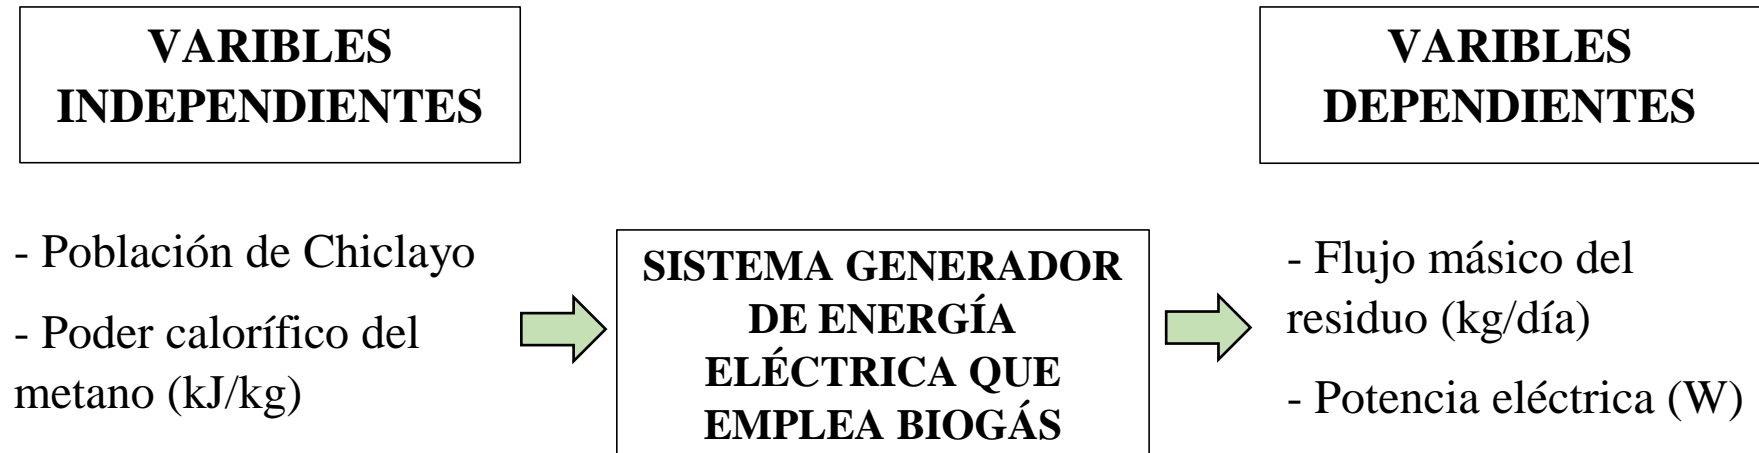 VARIBLES
INDEPENDIENTES
VARIBLES
DEPENDIENTES
- Población de Chiclayo
- Poder calorífico del
metano (kJ/kg)
SISTEMA GENERADOR
DE ENERGÍA
ELÉCTRICA QUE
EMPLEA BIOGÁS
- Flujo másico del
residuo (kg/día)
- Potencia eléctrica (W)